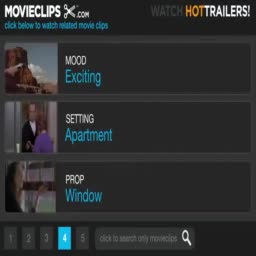 MOVIECLIPS .COM
WATCH HOTTRAILERS!
click below to watch related movie clips
MOOD
Exciting
SETTING
Apartment
PROP
Window
1 2 3 4 5 click to search only movieclips